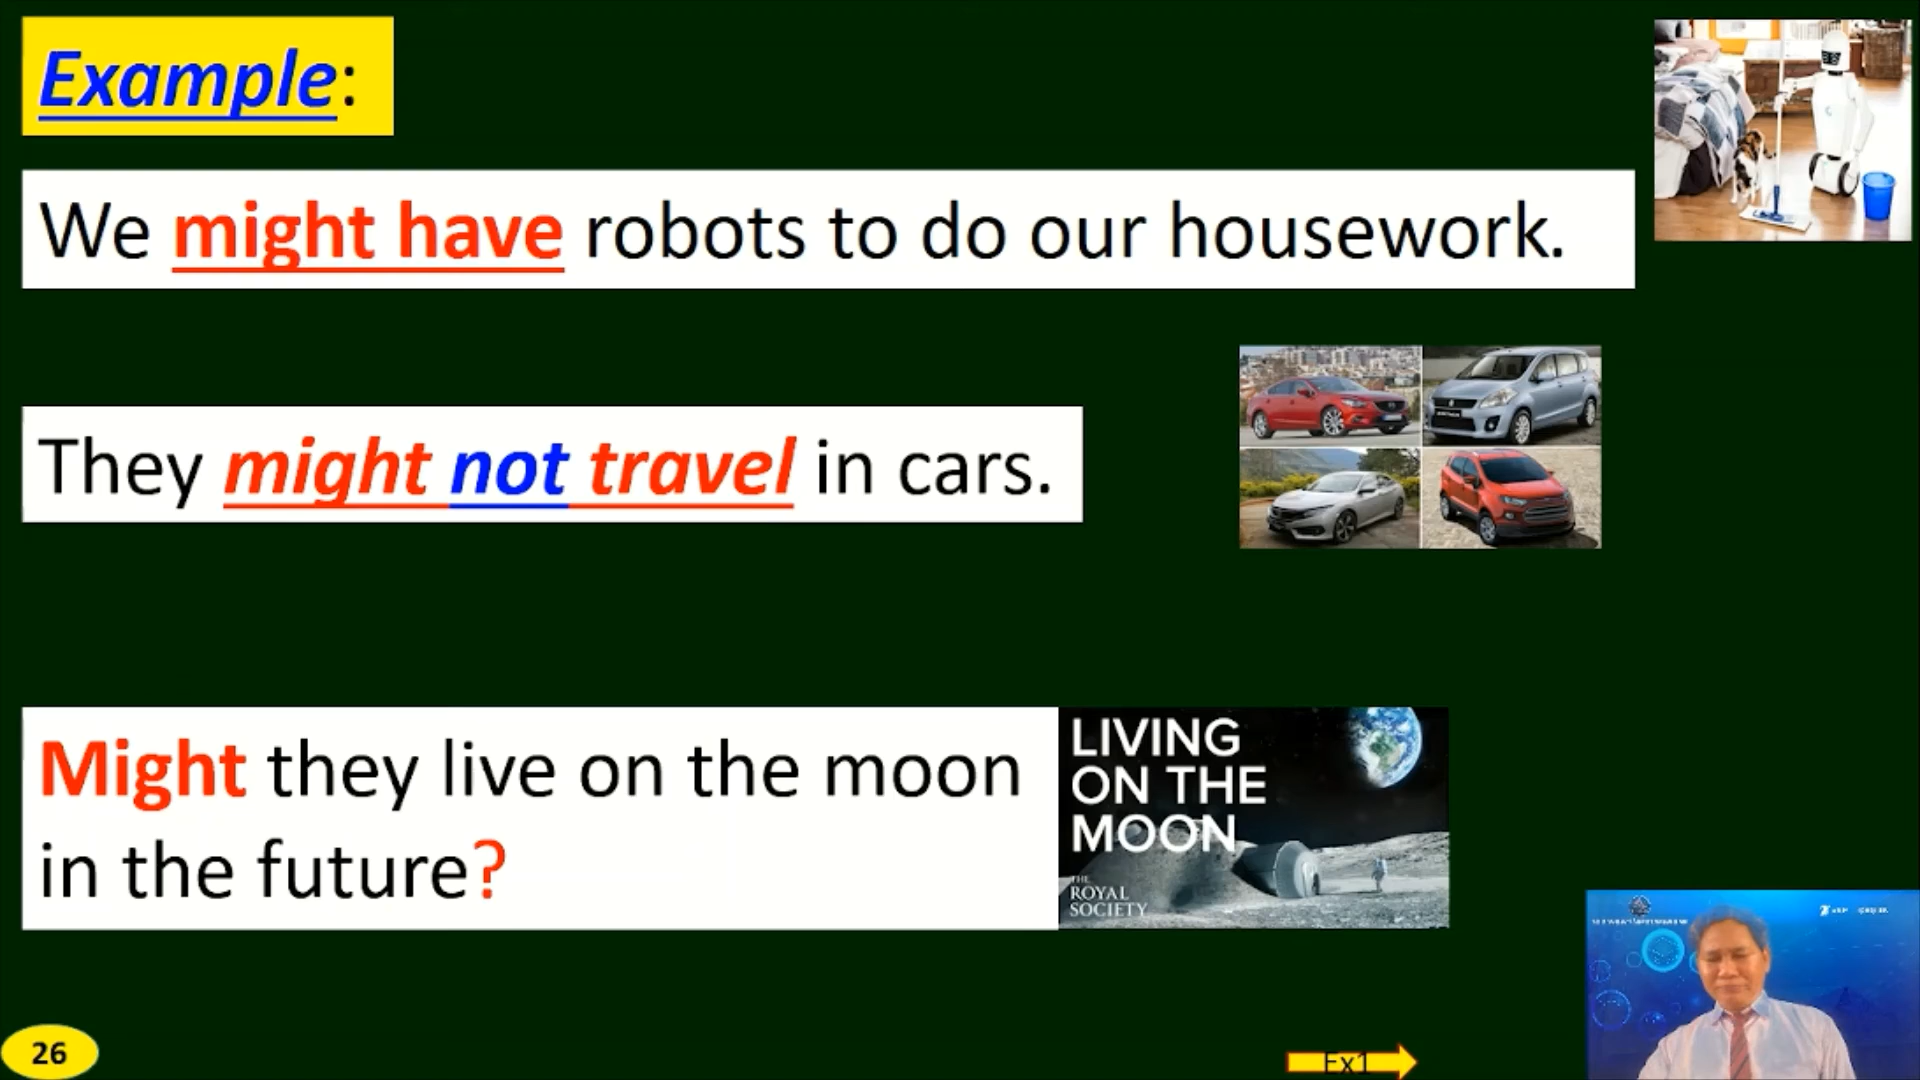 Example:
We might have robots to do our housework.
They might not travel in cars.
Might they live on the moon
in the future?
LIVING
ON THE
MOON
THE
ROYAL
SOCIETY
26
Ex1